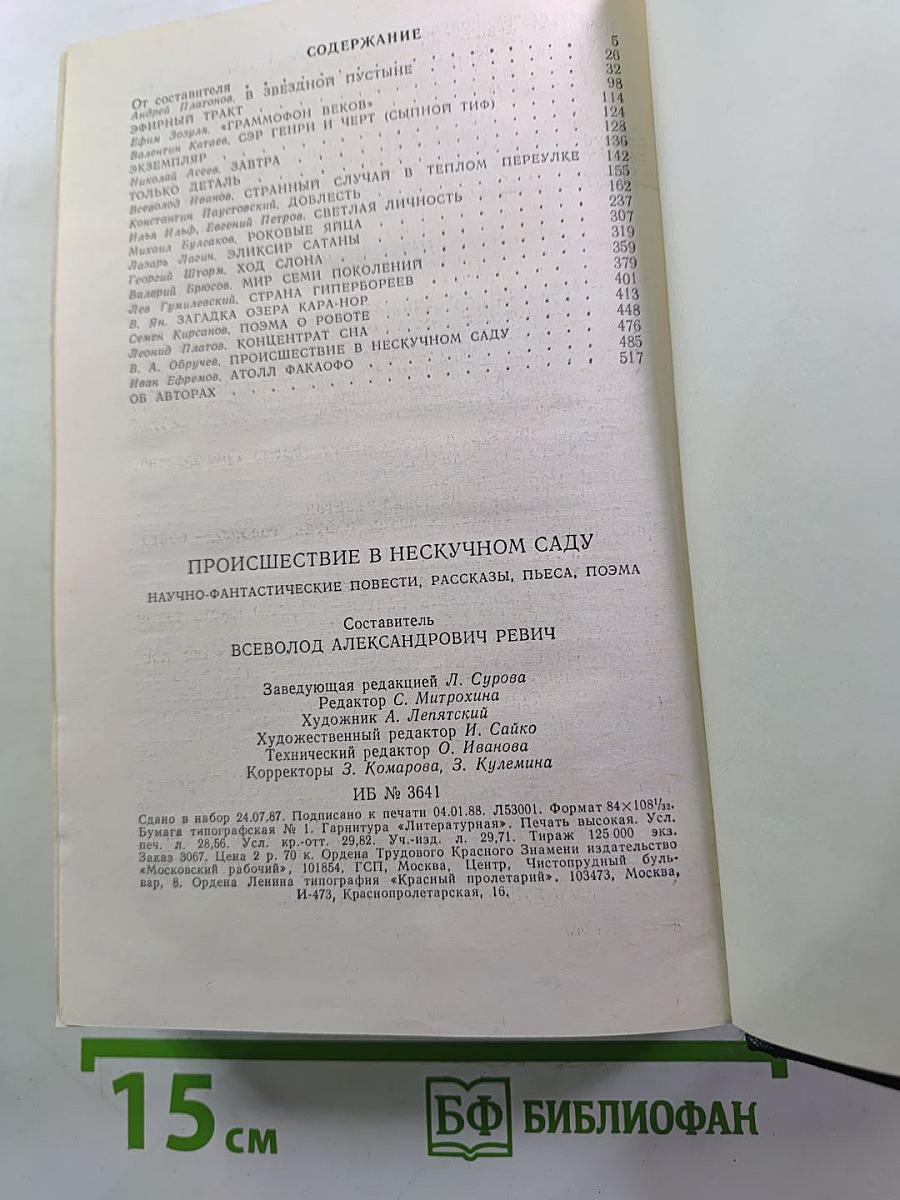 СОДЕРЖАНИЕ
От составителя . . . . . 5
Андрей Платонов. В ЗВЕЗДНОЙ ПУСТЫНЕ . . . . . 26
ЭФИРНЫЙ ТРАКТ . . . . . 32
Ефим Зозуля. «ГРАММОФОН ВЕКОВ» . . . . . 98
Валентин Катаев. СЭР ГЕНРИ И ЧЕРТ (СЫПНОЙ ТИФ) . . . . . 114
ЭКЗЕМПЛЯР . . . . . 124
Николай Асеев. ЗАВТРА . . . . . 128
ТОЛЬКО ДЕТАЛЬ . . . . . 136
Всеволод Иванов. СТРАННЫЙ СЛУЧАЙ В ТЕПЛОМ ПЕРЕУЛКЕ 142
Константин Паустовский. ДОБЛЕСТЬ . . . . . 155
Илья Ильф, Евгений Петров. СВЕТЛАЯ ЛИЧНОСТЬ . . . . . 162
Михаил Булгаков. РОКОВЫЕ ЯЙЦА . . . . . 237
Лазарь Лагин. ЭЛИКСИР САТАНЫ . . . . . 307
Георгий Шторм. ХОД СЛОНА . . . . . 319
Валерий Брюсов. МИР СЕМИ ПОКОЛЕНИЙ . . . . . 359
Лев Гумилевский. СТРАНА ГИПЕРБОРЕЕВ . . . . . 379
В. Ян. ЗАГАДКА ОЗЕРА КАРА-НОР . . . . . 401
Семен Кирсанов. ПОЭМА О РОБОТЕ . . . . . 413
Леонид Платов. КОНЦЕНТРАТ СНА . . . . . 448
В. А. Обручев. ПРОИСШЕСТВИЕ В НЕСКУЧНОМ САДУ . . . . . 476
Иван Ефремов. АТОЛЛ ФАКАОФО . . . . . 485
ОБ АВТОРАХ . . . . . 517
ПРОИСШЕСТВИЕ В НЕСКУЧНОМ САДУ
НАУЧНО-ФАНТАСТИЧЕСКИЕ ПОВЕСТИ, РАССКАЗЫ, ПЬЕСА, ПОЭМА
Составитель
ВСЕВОЛОД АЛЕКСАНДРОВИЧ РЕВИЧ
Заведующая редакцией Л. Сурова
Редактор С. Митрохина
Художник А. Лепятский
Художественный редактор И. Сайко
Технический редактор О. Иванова
Корректоры З. Комарова, З. Кулемина
ИБ № 3641
Сдано в набор 24.07.87. Подписано к печати 04.01.88. Л53001. Формат 84×108¹/₃₂.
Бумага типографская № 1. Гарнитура «Литературная». Печать высокая. Усл.
печ. л. 28,56. Усл. кр.-отт. 29,82. Уч.-изд. л. 29,71. Тираж 125 000 экз.
Заказ 3067. Цена 2 р. 70 к. Ордена Трудового Красного Знамени издательство
«Московский рабочий», 101854, ГСП, Москва, Центр, Чистопрудный буль-
вар, 8. Ордена Ленина типография «Красный пролетарий». 103473, Москва,
И-473, Краснопролетарская, 16.
15 см
БФ БИБЛИОФАН